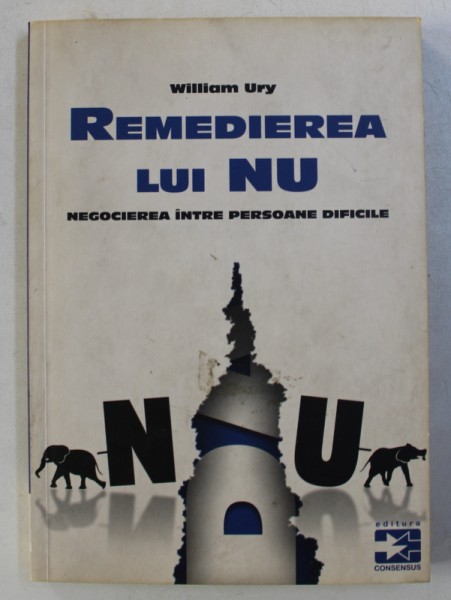 William Ury
REMEDIEREA
LUI NU
NEGOCIEREA ÎNTRE PERSOANE DIFICILE
N U
editura
CONSENSUS